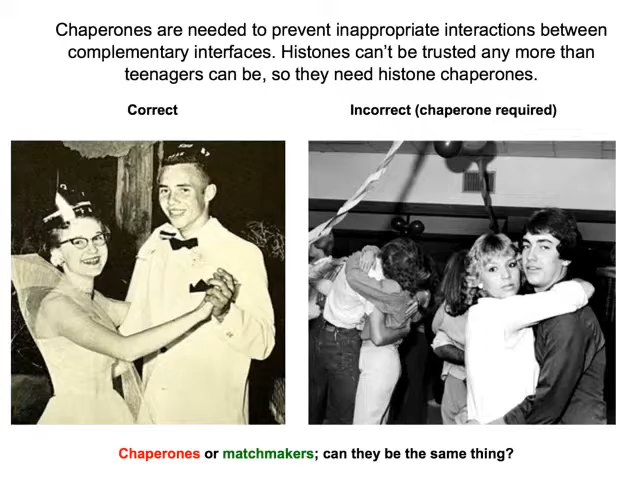 Chaperones are needed to prevent inappropriate interactions between
complementary interfaces. Histones can't be trusted any more than
teenagers can be, so they need histone chaperones.
Correct
Incorrect (chaperone required)
Chaperones or matchmakers; can they be the same thing?